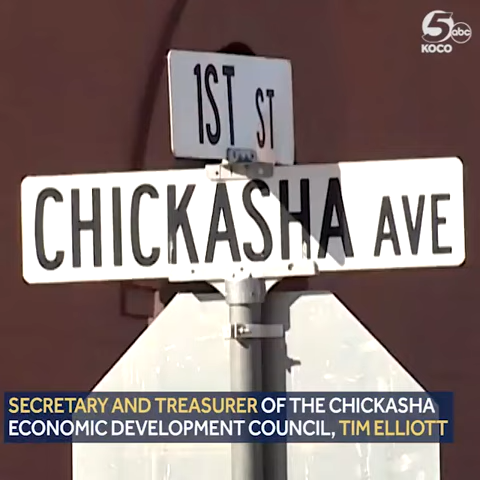 5 abc
KOCO
1ST ST
CHICKASHA AVE
SECRETARY AND TREASURER OF THE CHICKASHA
ECONOMIC DEVELOPMENT COUNCIL, TIM ELLIOTT